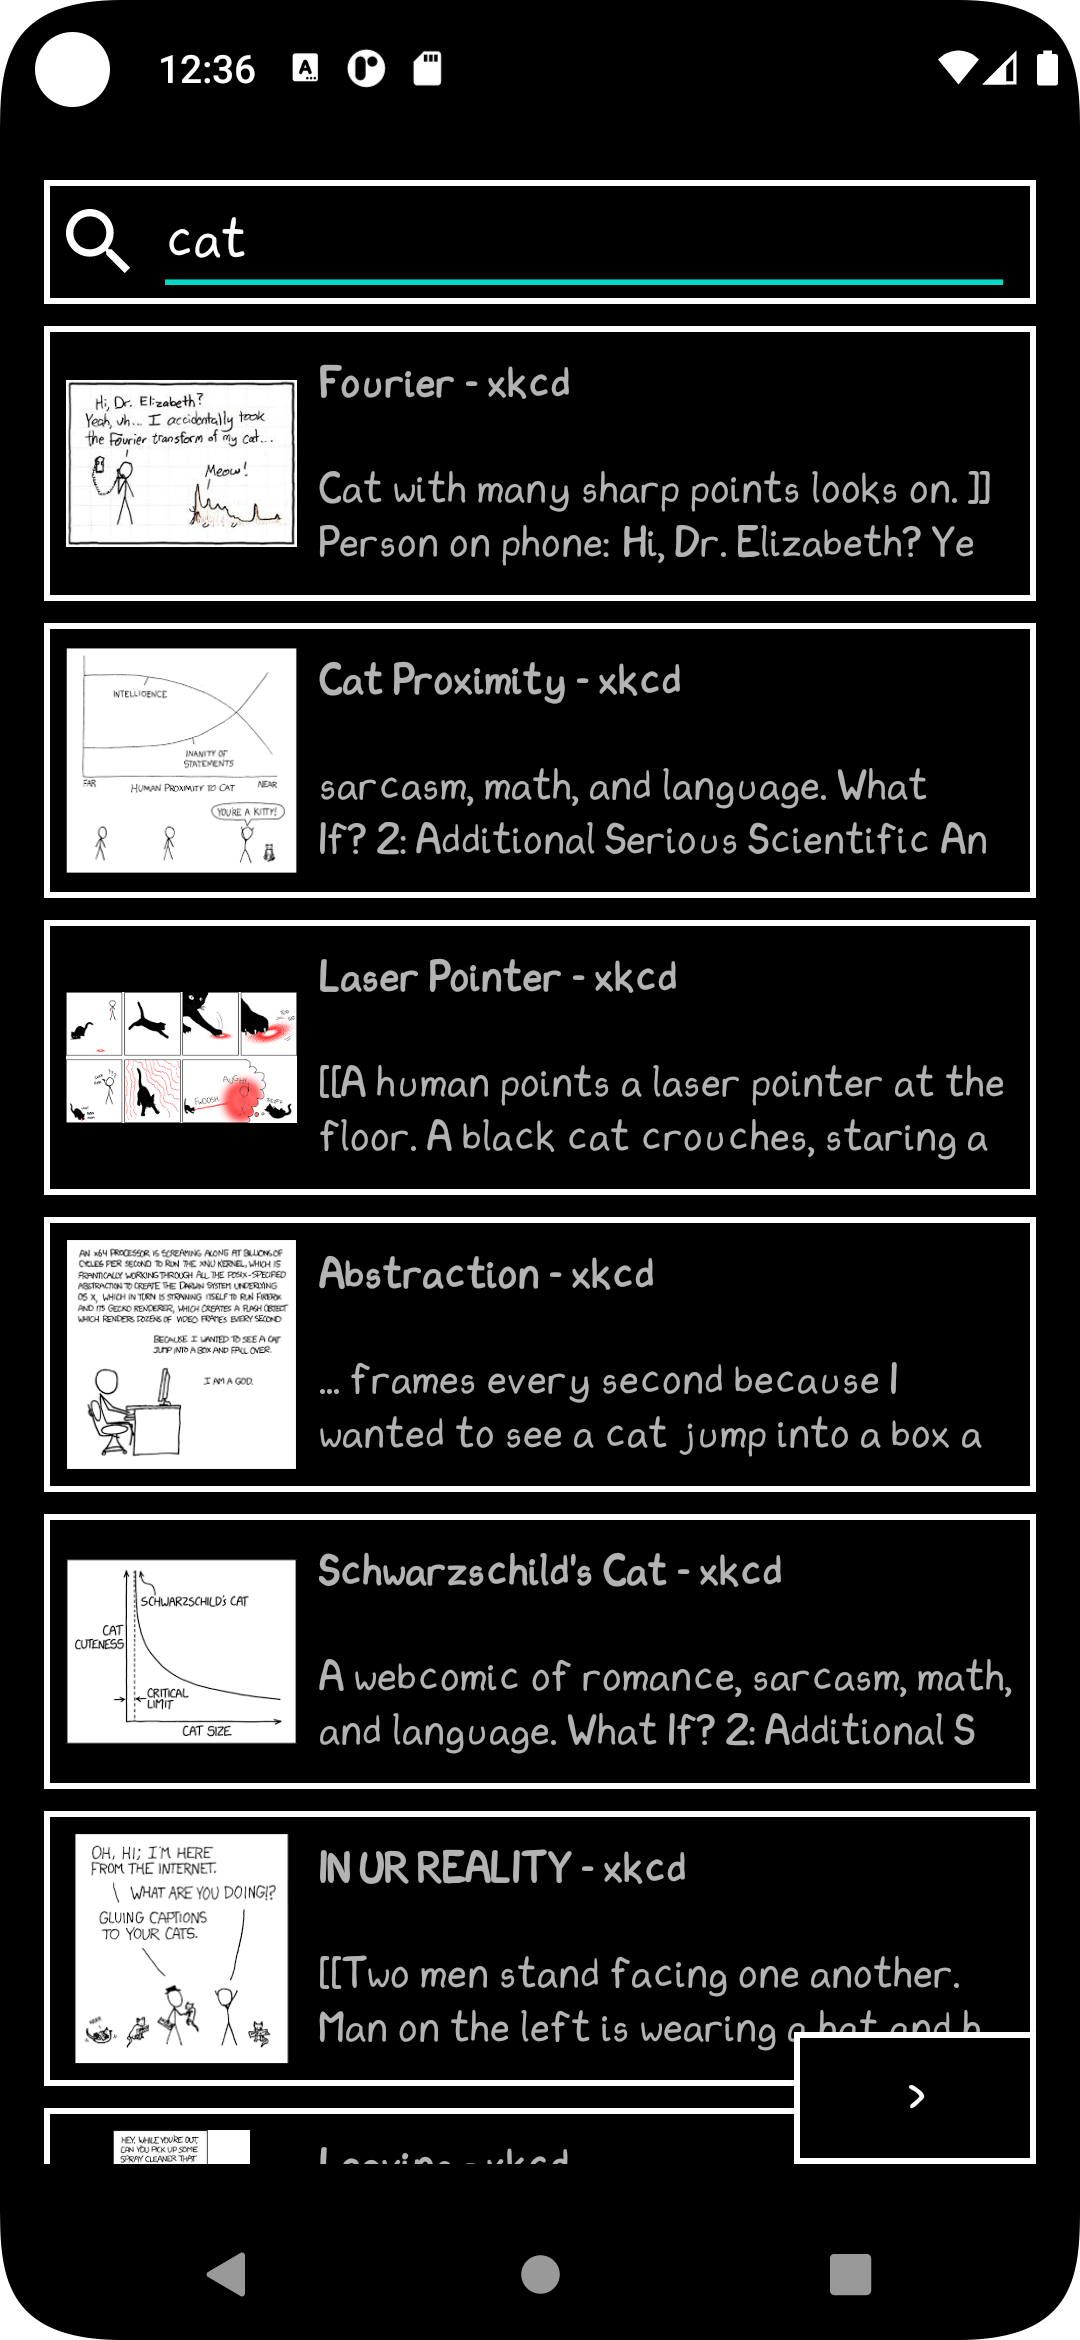 12:36
cat
Fourier - xkcd
Hi, Dr. Elizabeth?
Yeah, uh... I accidentally took
the Fourier transform of my cat...
Meow!
Cat with many sharp points looks on. ]]
Person on phone: Hi, Dr. Elizabeth? Ye
Cat Proximity - xkcd
INTELLIGENCE
INANITY OF
STATEMENTS
FAR
HUMAN PROXIMITY TO CAT
NEAR
YOU'RE A KITTY!
sarcasm, math, and language. What
If? 2: Additional Serious Scientific An
Laser Pointer - xkcd
FWOOSH
[[A human points a laser pointer at the
floor. A black cat crouches, staring a
Abstraction - xkcd
AN x64 PROCESSOR IS SCREAMING ALONG AT BILLIONS OF
CYCLES PER SECOND TO RUN THE XNU KERNEL, WHICH IS
FRANTICALLY WORKING THROUGH ALL THE POSIX-SPECIFIED
ABSTRACTION TO CREATE THE DARWIN SYSTEM UNDERLYING
OS X, WHICH IN TURN IS STRAINING ITSELF TO RUN FIREFOX
AND ITS GECKO RENDERER, WHICH CREATES A FLASH OBJECT
WHICH RENDERS DOZENS OF VIDEO FRAMES EVERY SECOND
BECAUSE I WANTED TO SEE A CAT
JUMP INTO A BOX AND FALL OVER.
I AM A GOD.
... frames every second because I
wanted to see a cat jump into a box a
Schwarzschild's Cat - xkcd
SCHWARZSCHILD'S CAT
CAT
CUTENESS
CRITICAL
LIMIT
CAT SIZE
A webcomic of romance, sarcasm, math,
and language. What If? 2: Additional S
IN UR REALITY - xkcd
OH, HI; I'M HERE
FROM THE INTERNET.
WHAT ARE YOU DOING!?
GLUING CAPTIONS
TO YOUR CATS.
[[Two men stand facing one another.
Man on the left is wearing a hat and h
>
HEY, WHILE YOU'RE OUT,
CAN YOU PICK UP SOME
SPRAY CLEANER THAT
Leaving - xkcd